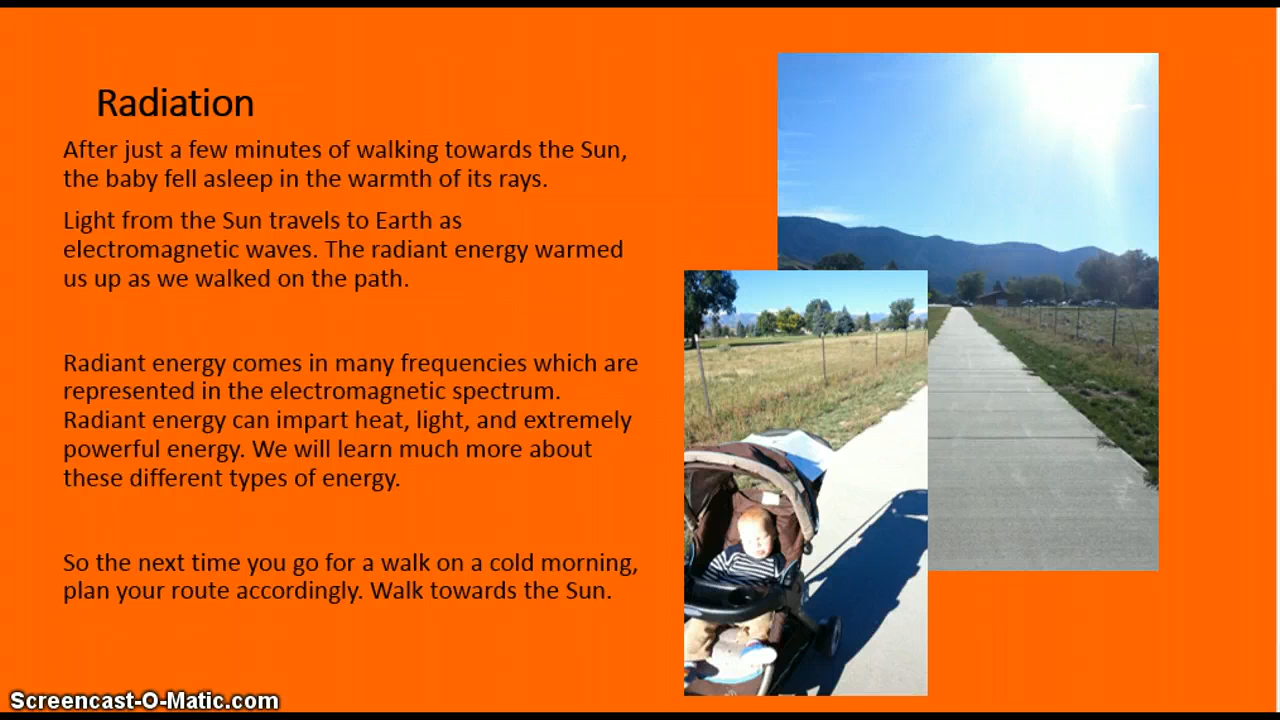 Radiation
After just a few minutes of walking towards the Sun,
the baby fell asleep in the warmth of its rays.
Light from the Sun travels to Earth as
electromagnetic waves. The radiant energy warmed
us up as we walked on the path.
Radiant energy comes in many frequencies which are
represented in the electromagnetic spectrum.
Radiant energy can impart heat, light, and extremely
powerful energy. We will learn much more about
these different types of energy.
So the next time you go for a walk on a cold morning,
plan your route accordingly. Walk towards the Sun.
Screencast-O-Matic.com